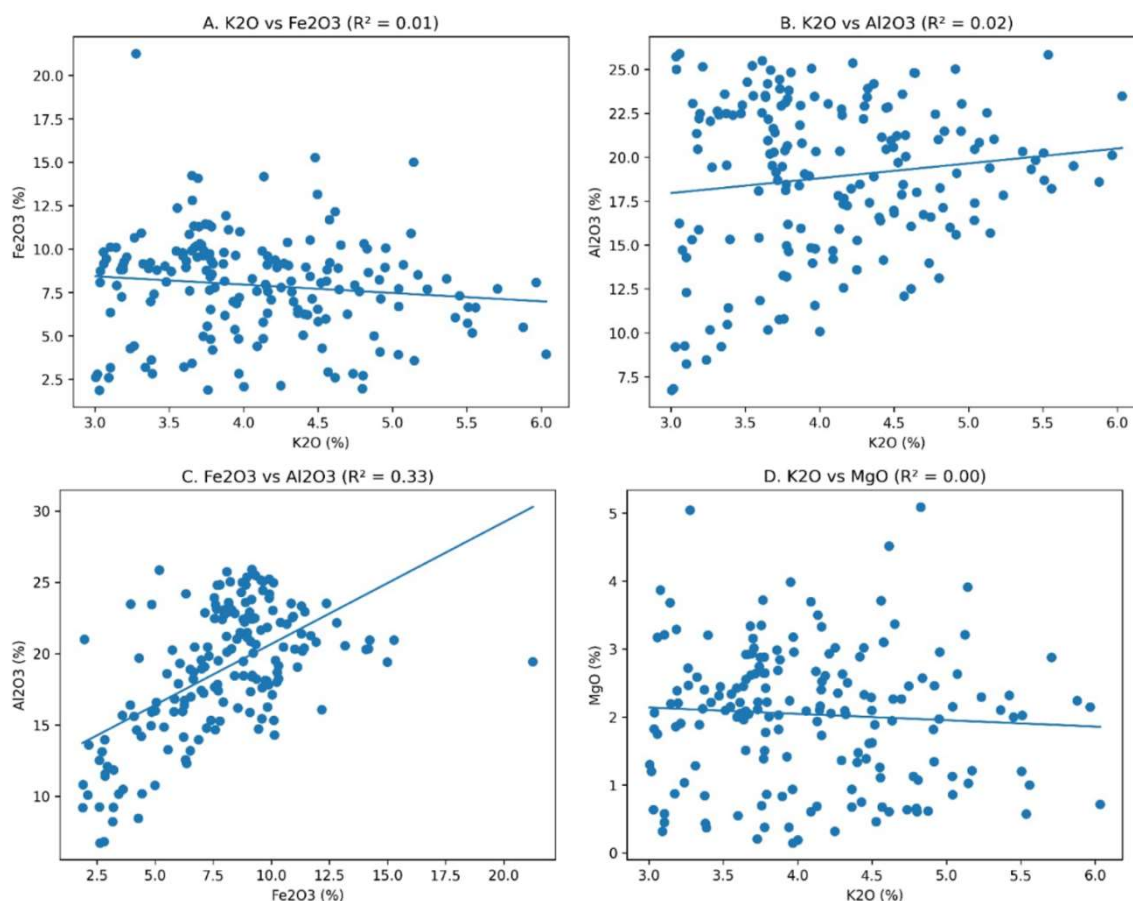 A. K2O vs Fe2O3 (R² = 0.01)
20.0
17.5
15.0
12.5
10.0
7.5
5.0
2.5
Fe2O3 (%)
3.0 3.5 4.0 4.5 5.0 5.5 6.0
K2O (%)
B. K2O vs Al2O3 (R² = 0.02)
25.0
22.5
20.0
17.5
15.0
12.5
10.0
7.5
Al2O3 (%)
3.0 3.5 4.0 4.5 5.0 5.5 6.0
K2O (%)
C. Fe2O3 vs Al2O3 (R² = 0.33)
30
25
20
15
10
Al2O3 (%)
2.5 5.0 7.5 10.0 12.5 15.0 17.5 20.0
Fe2O3 (%)
D. K2O vs MgO (R² = 0.00)
5
4
3
2
1
0
MgO (%)
3.0 3.5 4.0 4.5 5.0 5.5 6.0
K2O (%)